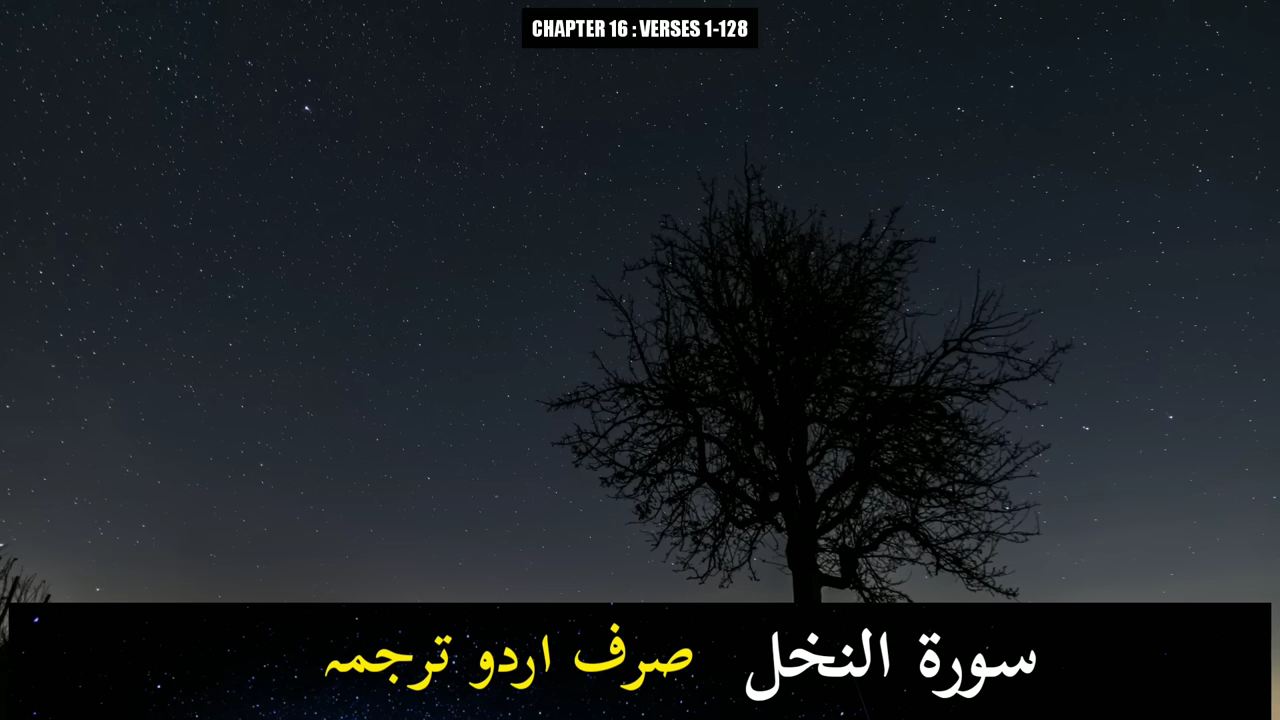 CHAPTER 16 : VERSES 1-128
سورة النخل صرف اردو ترجمہ